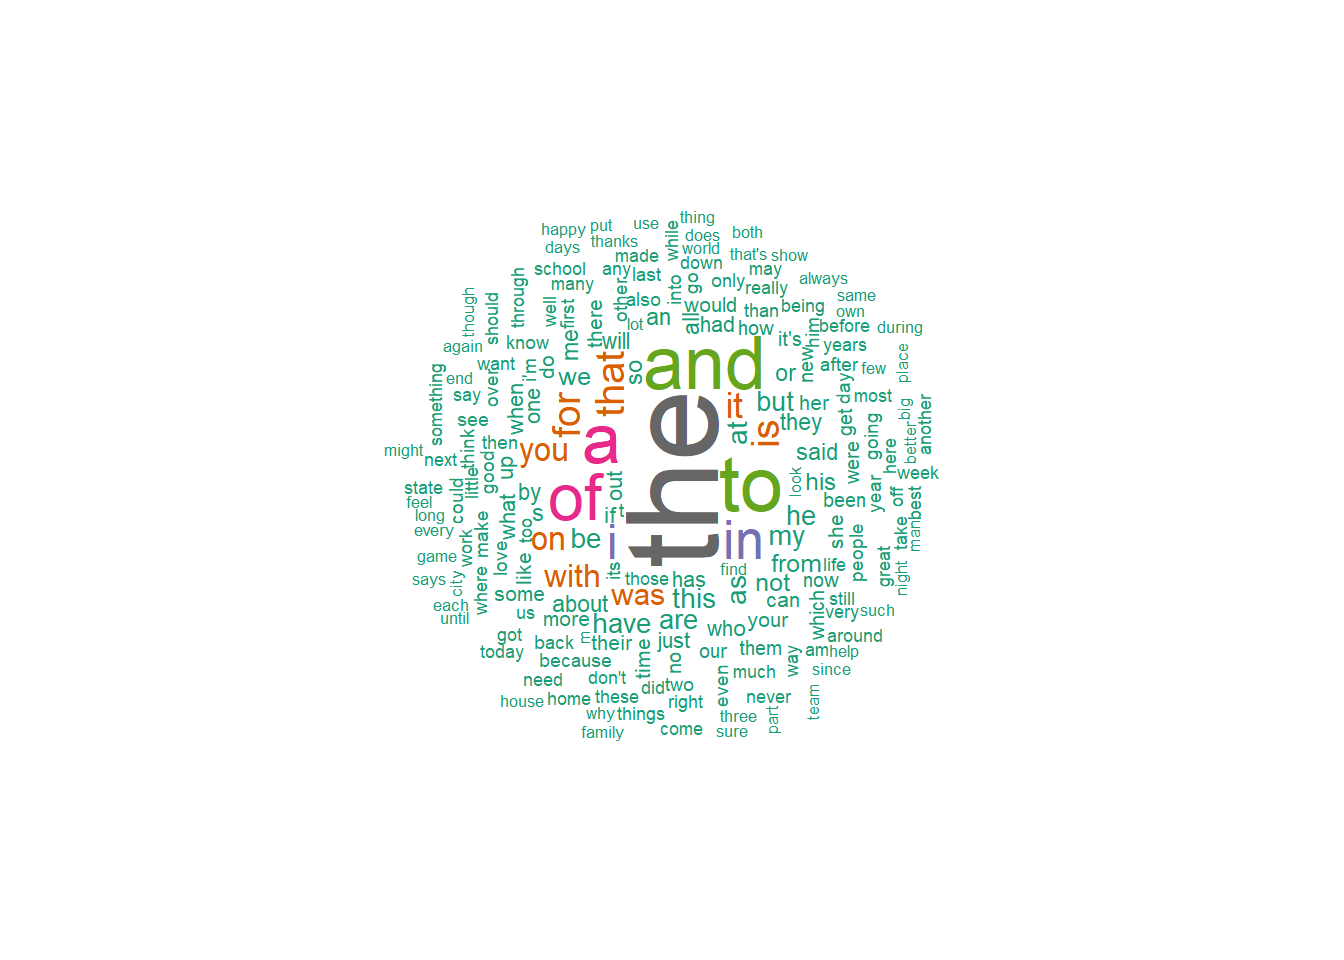 thing
happy put use
does both
days thanks while world
made that's show
school any last down may
many into go only really always
though should through well first other also would than being same
own
there lot an all had how him before during
again know me will it's years
want i'm do we that so and or new after few place
end over
say one when for it but her get day most big another
something see you a at is they
might then think good up said were going better here
next little the week
state could what by of out to look his year off best
feel
long s if t he been man
every on be i in my she take
game work make too
love like with its from people great night
says city where those has find as not now life
each some about was this can still such
until us more have are who your which very around
got back their just our them way am help
today because m time no much since
need don't did two even never
house home these right
why things three part team
family come sure